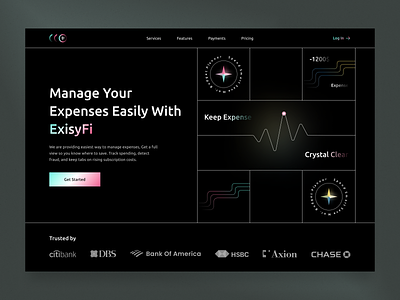 Services Features Payments Pricing Log In
Manage Your
Expenses Easily With
ExisyFi
We are providing easiest way to manage expenses, Get a full
view so you know where to save. Track spending, detect
fraud, and keep tabs on rising subscription costs.
Get Started
-1200$
Expense
Keep Expense
Crystal Clear
Trusted by
citibank
DBS
Bank Of America
HSBC
Axion
CHASE